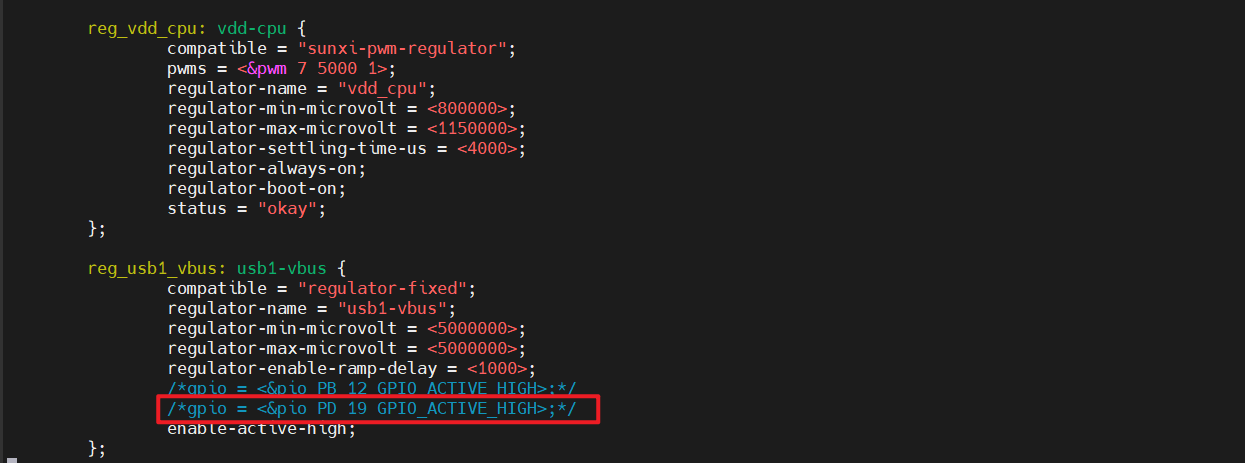 reg_vdd_cpu: vdd-cpu {
compatible = "sunxi-pwm-regulator";
pwms = <&pwm 7 5000 1>;
regulator-name = "vdd_cpu";
regulator-min-microvolt = <800000>;
regulator-max-microvolt = <1150000>;
regulator-settling-time-us = <4000>;
regulator-always-on;
regulator-boot-on;
status = "okay";
};
reg_usb1_vbus: usb1-vbus {
compatible = "regulator-fixed";
regulator-name = "usb1-vbus";
regulator-min-microvolt = <5000000>;
regulator-max-microvolt = <5000000>;
regulator-enable-ramp-delay = <1000>;
/*gpio = <&pio PB 12 GPIO_ACTIVE_HIGH>;*/
/*gpio = <&pio PD 19 GPIO_ACTIVE_HIGH>;*/
enable-active-high;
};